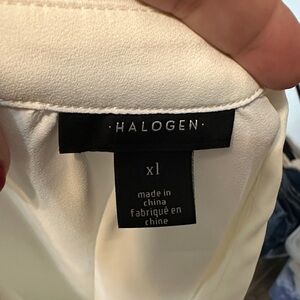 ·HALOGEN·
xl
made in
china
fabriqué en
chine